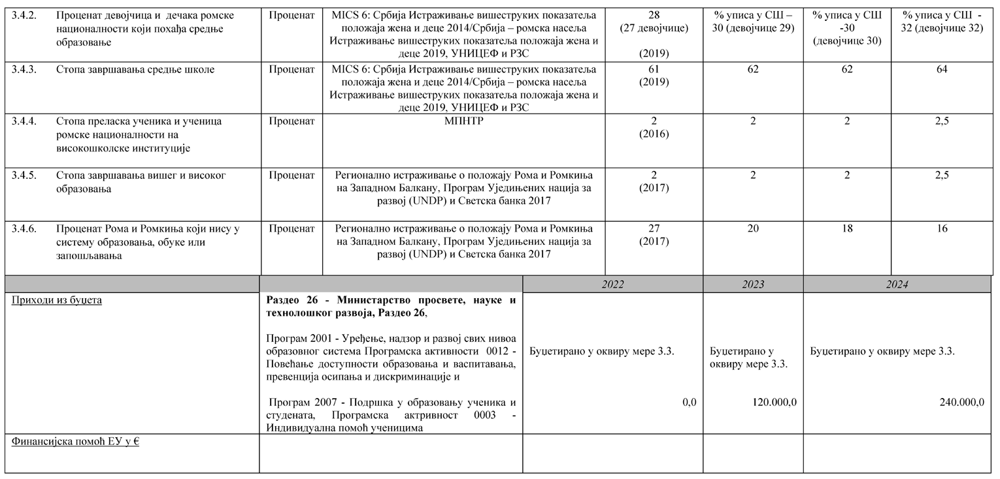 3.4.2. Проценат девојчица и дечака ромске националности који похађа средње образовање
Проценат
MICS 6: Србија Истраживање вишеструких показатеља
положаја жена и деце 2014/Србија – ромска насеља
Истраживање вишеструких показатеља положаја жена и
деце 2019, УНИЦЕФ и РЗС
28
(27 девојчице)
(2019)
% уписа у СШ –
30 (девојчице 29)
% уписа у СШ
-30
(девојчице 30)
% уписа у СШ -
32 (девојчице 32)
3.4.3. Стопа завршавања средње школе
Проценат
MICS 6: Србија Истраживање вишеструких показатеља
положаја жена и деце 2014/Србија – ромска насеља
Истраживање вишеструких показатеља положаја жена и
деце 2019, УНИЦЕФ и РЗС
61
(2019)
62
62
64
3.4.4. Стопа преласка ученика и ученица
ромске националности на
високошколске институције
Проценат
МПНТР
2
(2016)
2
2
2,5
3.4.5. Стопа завршавања вишег и високог
образовања
Проценат
Регионално истраживање о положају Рома и Ромкиња
на Западном Балкану, Програм Уједињених нација за
развој (UNDP) и Светска банка 2017
2
(2017)
2
2
2,5
3.4.6. Проценат Рома и Ромкиња који нису у
систему образовања, обуке или
запошљавања
Проценат
Регионално истраживање о положају Рома и Ромкиња
на Западном Балкану, Програм Уједињених нација за
развој (UNDP) и Светска банка 2017
27
(2017)
20
18
16
2022
2023
2024
Приходи из буџета
Раздео 26 - Министарство просвете, науке и
технолошког развоја, Раздео 26,
Програм 2001 - Уређење, надзор и развој свих нивоа
образовног система Програмска активности 0012 -
Повећање доступности образовања и васпитавања,
превенција осипања и дискриминације и
Буџетирано у оквиру мере 3.3.
Буџетирано у
оквиру мере 3.3.
Буџетирано у оквиру мере 3.3.
Програм 2007 - Подршка у образовању ученика и
студената, Програмска актривност 0003 -
Индивидуална помоћ ученицима
0,0
120.000,0
240.000,0
Финансијска помоћ ЕУ у €